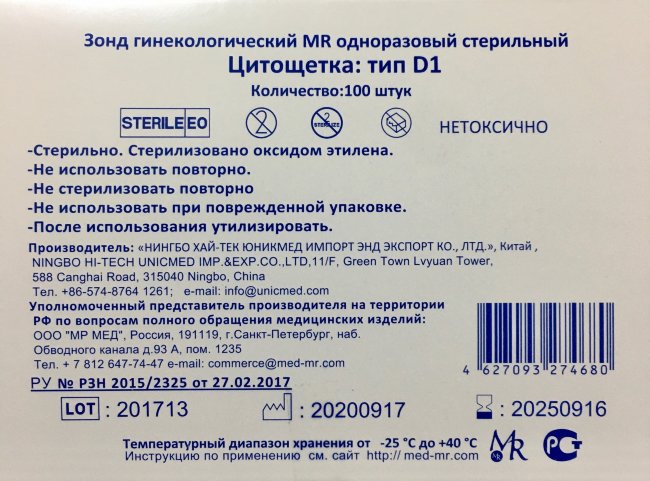 Зонд гинекологический MR одноразовый стерильный
Цитощетка: тип D1
Количество:100 штук
STERILE EO 2 2 STERILIZE НЕТОКСИЧНО
-Стерильно. Стерилизовано оксидом этилена.
-Не использовать повторно.
-Не стерилизовать повторно
-Не использовать при поврежденной упаковке.
-После использования утилизировать.
Производитель: «НИНГБО ХАЙ-ТЕК ЮНИКМЕД ИМПОРТ ЭНД ЭКСПОРТ КО., ЛТД.», Китай ,
NINGBO HI-TECH UNICMED IMP.&EXP.CO.,LTD,11/F, Green Town Lvyuan Tower,
588 Canghai Road, 315040 Ningbo, China
Tel. +86-574-8764 1261; e-mail: info@unicmed.com
Уполномоченный представитель производителя на территории
РФ по вопросам полного обращения медицинских изделий:
ООО "МР МЕД", Россия, 191119, г.Санкт-Петербург, наб.
Обводного канала д.93 А, пом. 1235
Тел. + 7 812 647-74-47 e-mail: commerce@med-mr.com
4 627093 274680
РУ № РЗН 2015/2325 от 27.02.2017
LOT : 201713 : 20200917 : 20250916
Температурный диапазон хранения от -25 °C до +40 °C
Инструкцию по применению см. сайт http://med-mr.com
MR РСТ